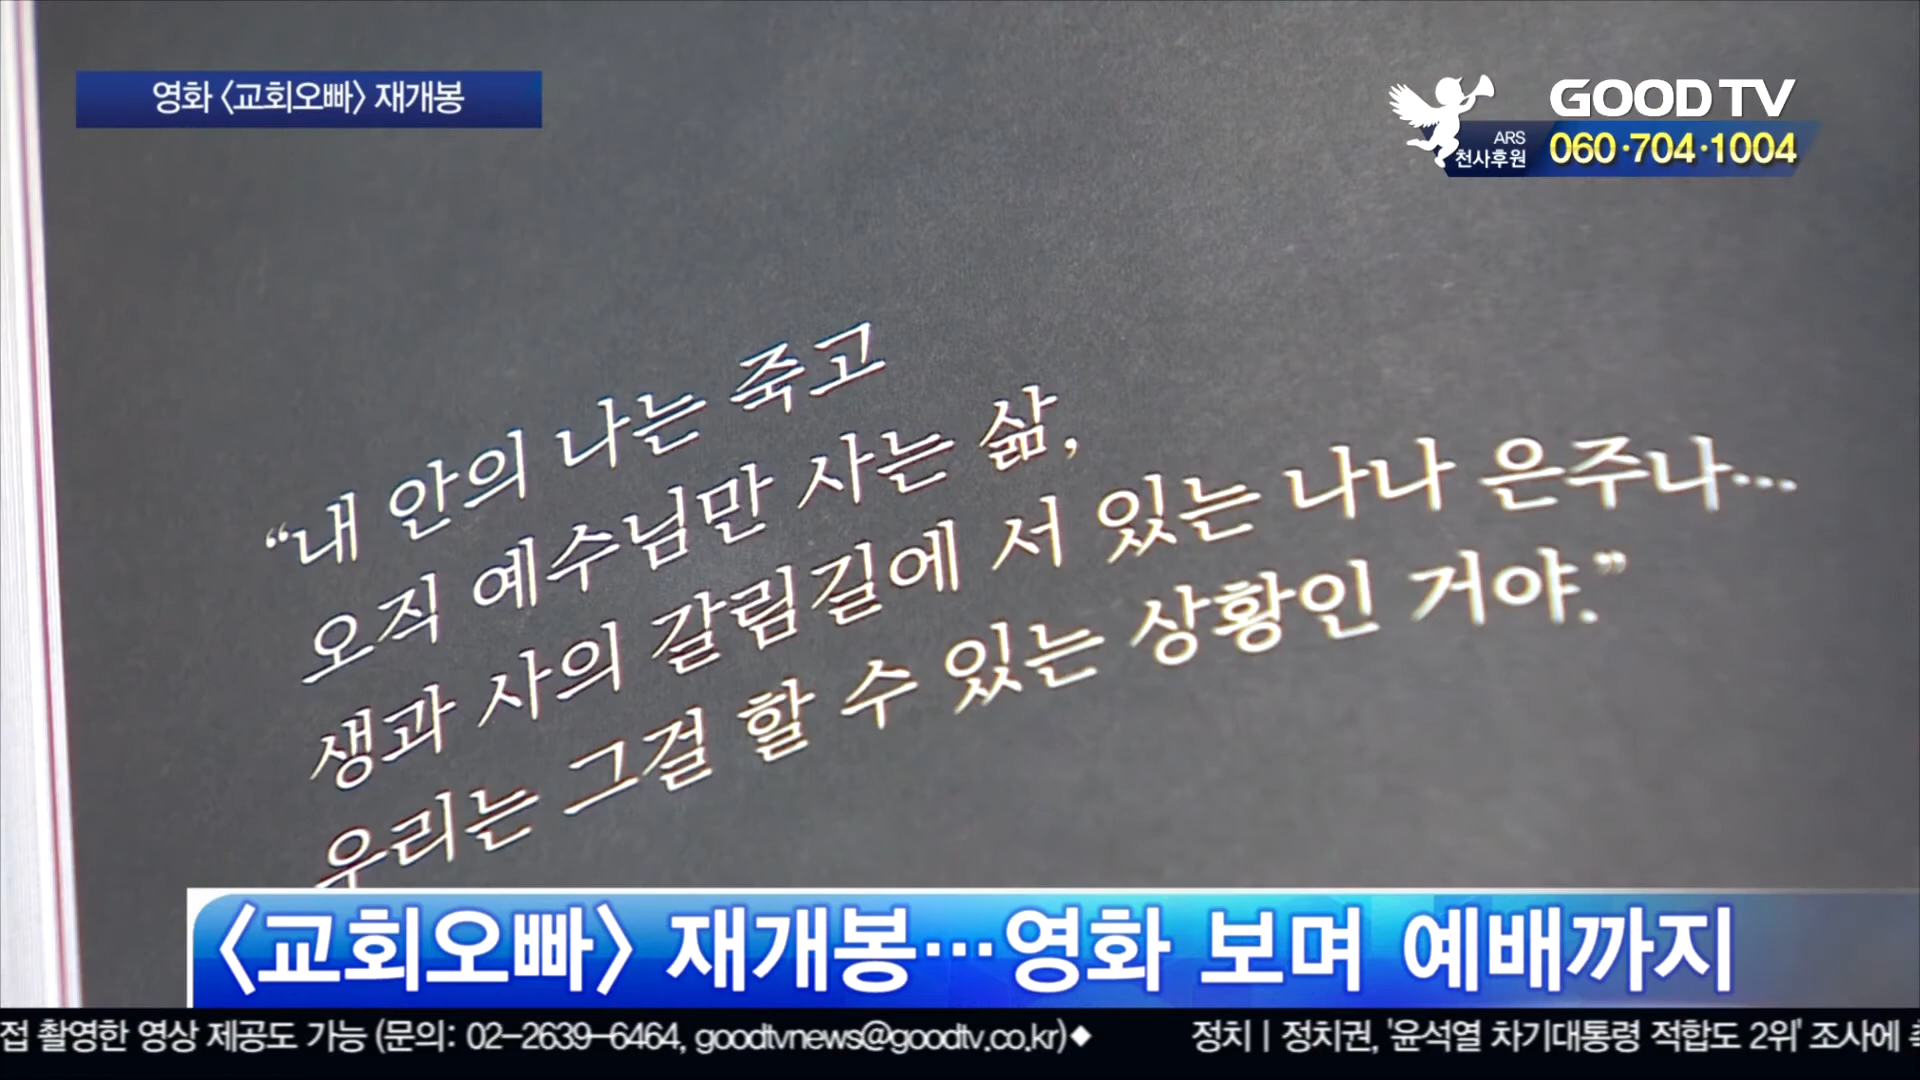 영화 <교회오빠> 재개봉
GOODTV
ARS
천사후원
060·704·1004
“내 안의 나는 죽고
오직 예수님만 사는 삶,
생과 사의 갈림길에 서 있는 나나 은주나…
우리는 그걸 할 수 있는 상황인 거야.”
<교회오빠> 재개봉…영화 보며 예배까지
접 촬영한 영상 제공도 가능 (문의: 02-2639-6464, goodtvnews@goodtv.co.kr)◆ 정치 | 정치권, '윤석열 차기대통령 적합도 2위' 조사에